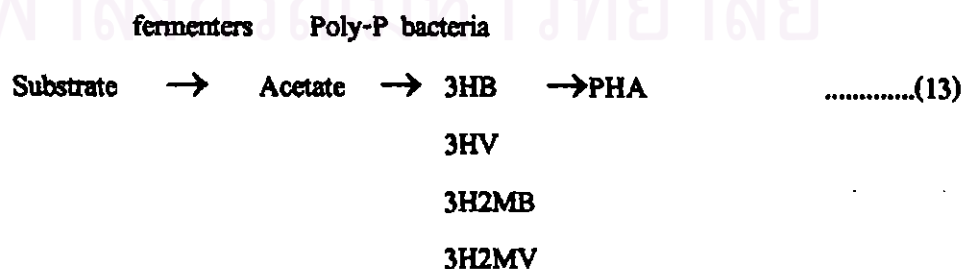 fermenters Poly-P bacteria
Substrate → Acetate → 3HB →PHA .............(13)
3HV
3H2MB
3H2MV